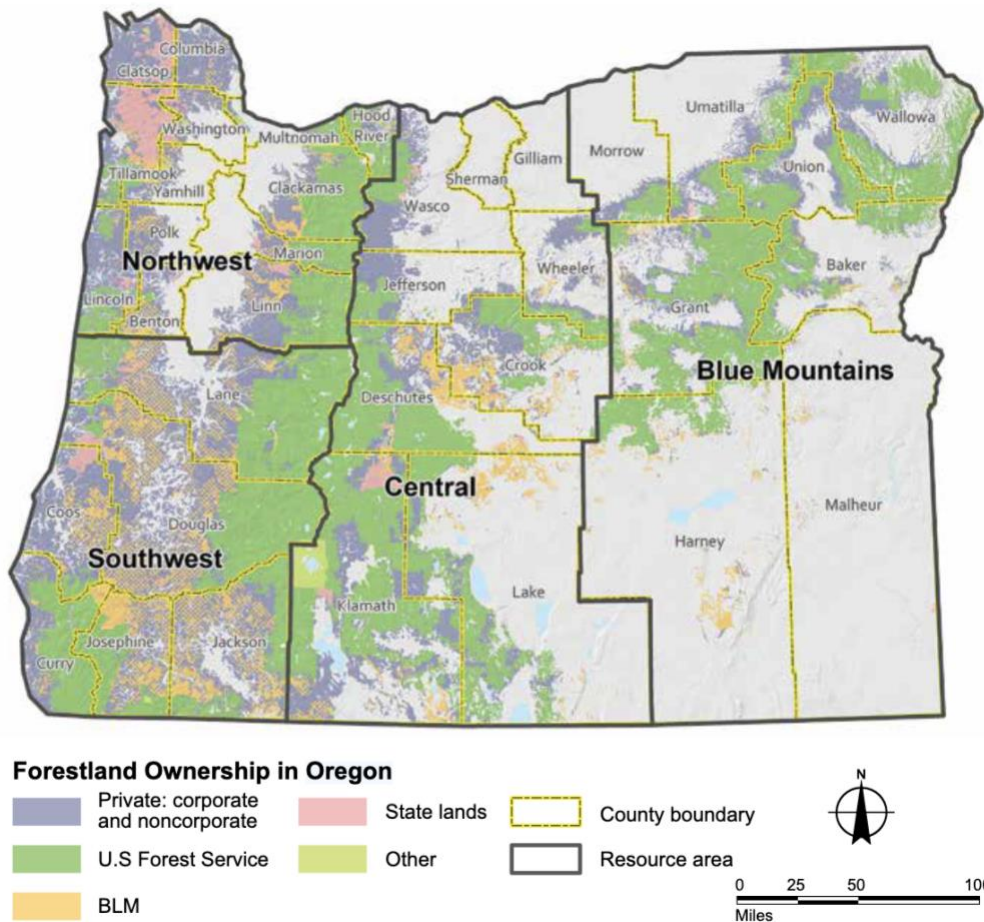 Columbia
Clatsop
Washington
Multnomah
Hood
River
Tillamook
Yamhill
Clackamas
Polk
Marion
Northwest
Lincoln
Benton
Linn
Wasco
Sherman
Gilliam
Morrow
Umatilla
Wallowa
Union
Jefferson
Wheeler
Grant
Baker
Crook
Blue Mountains
Lane
Deschutes
Central
Coos
Douglas
Southwest
Harney
Malheur
Klamath
Lake
Josephine
Jackson
Curry
Forestland Ownership in Oregon
Private: corporate
and noncorporate
State lands
County boundary
U.S Forest Service
Other
Resource area
BLM
N
0 25 50 100
Miles